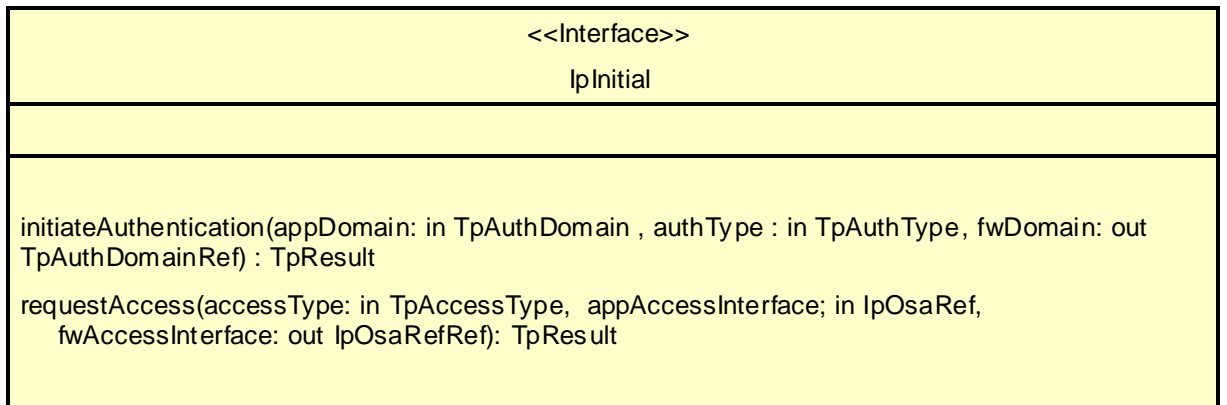 <<Interface>>
IpInitial
initiateAuthentication(appDomain: in TpAuthDomain , authType : in TpAuthType, fwDomain: out
TpAuthDomainRef) : TpResult
requestAccess(accessType: in TpAccessType, appAccessInterface; in IpOsaRef,
fwAccessInterface: out IpOsaRefRef): TpResult